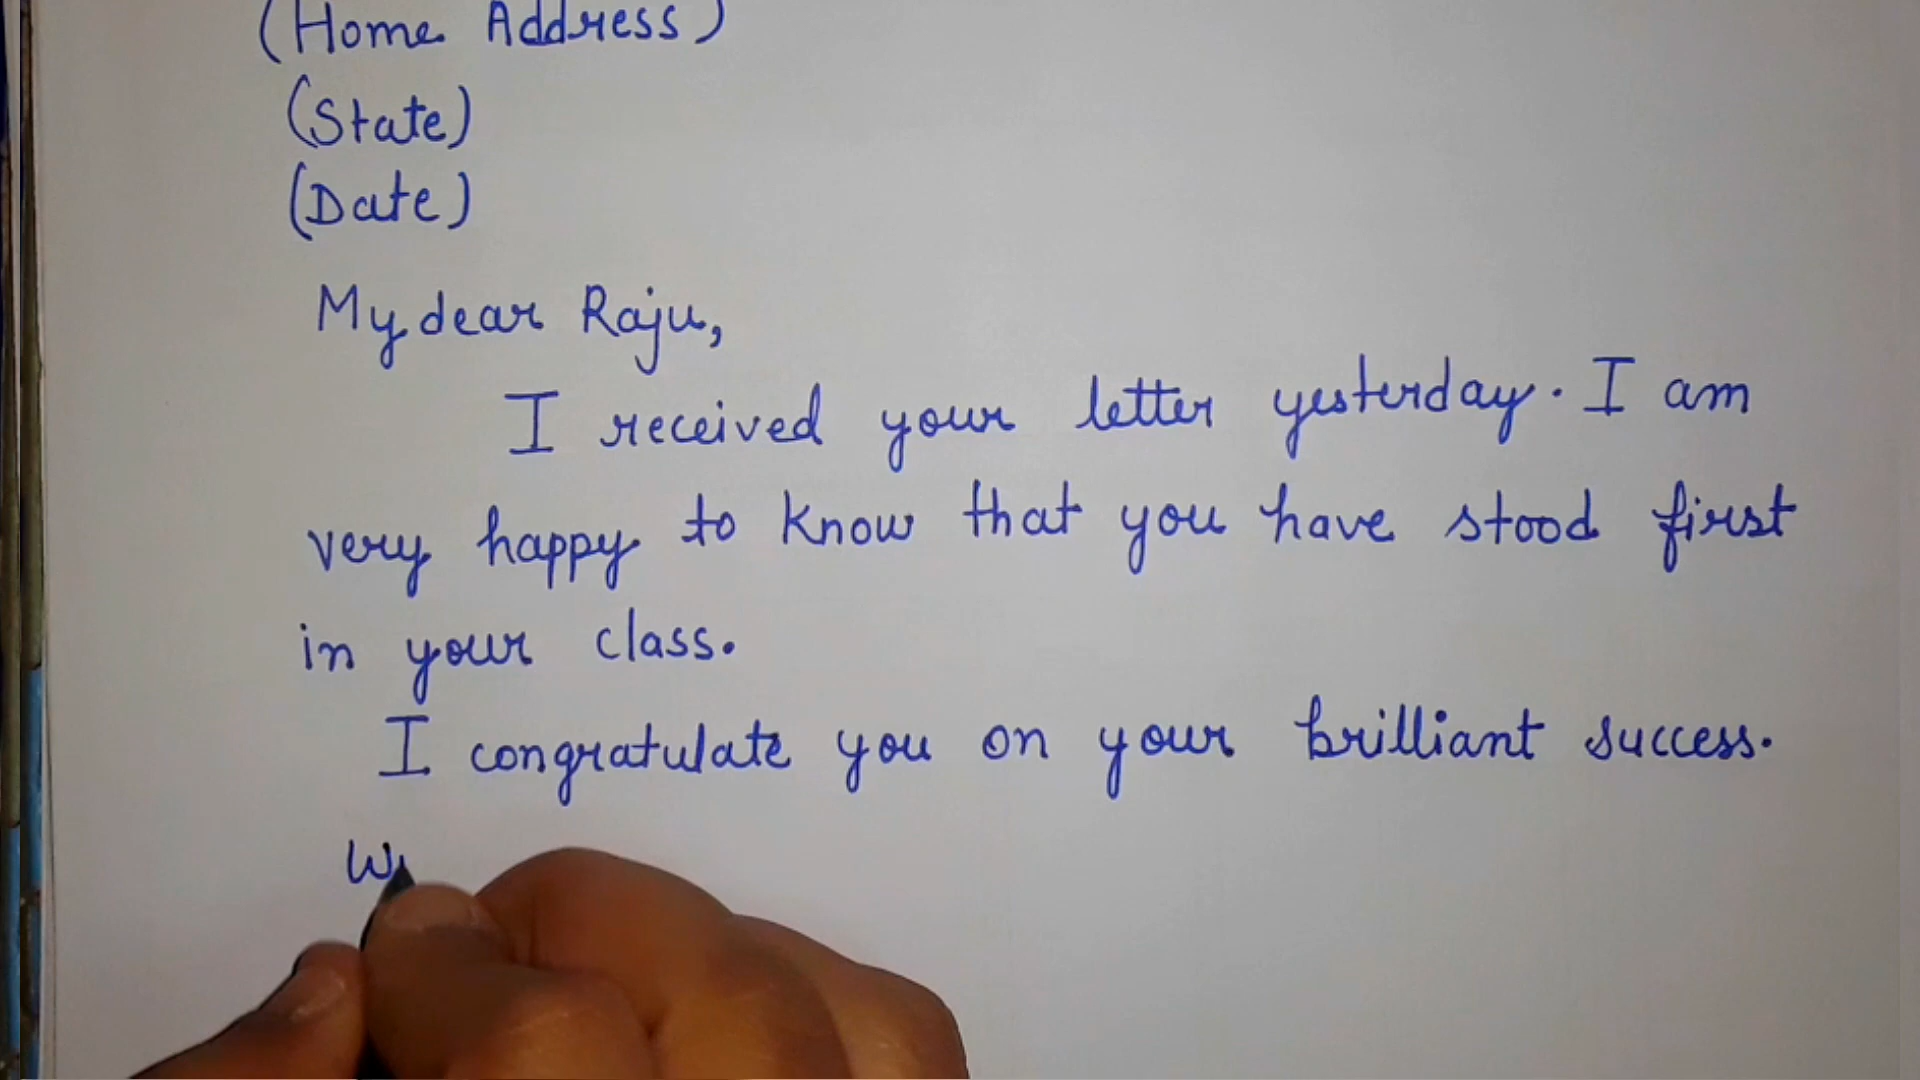 (Home Address)
(State)
(Date)
My dear Raju,
I received your letter yesterday. I am
very happy to know that you have stood first
in your class.
I congratulate you on your brilliant success.